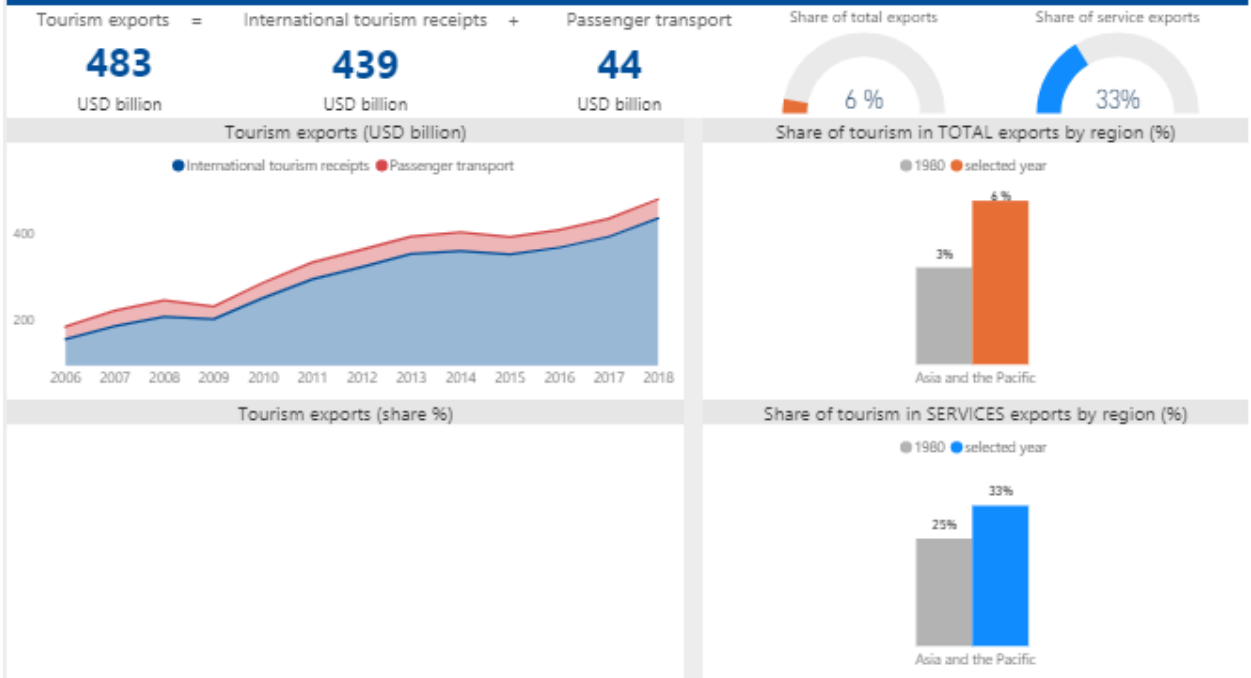 Tourism exports = International tourism receipts + Passenger transport Share of total exports Share of service exports
483 439 44 6 % 33%
USD billion USD billion USD billion
Tourism exports (USD billion)
International tourism receipts Passenger transport
400
200
2006 2007 2008 2009 2010 2011 2012 2013 2014 2015 2016 2017 2018
Share of tourism in TOTAL exports by region (%)
1980 selected year
6 %
3%
Asia and the Pacific
Tourism exports (share %)
Share of tourism in SERVICES exports by region (%)
1980 selected year
33%
25%
Asia and the Pacific